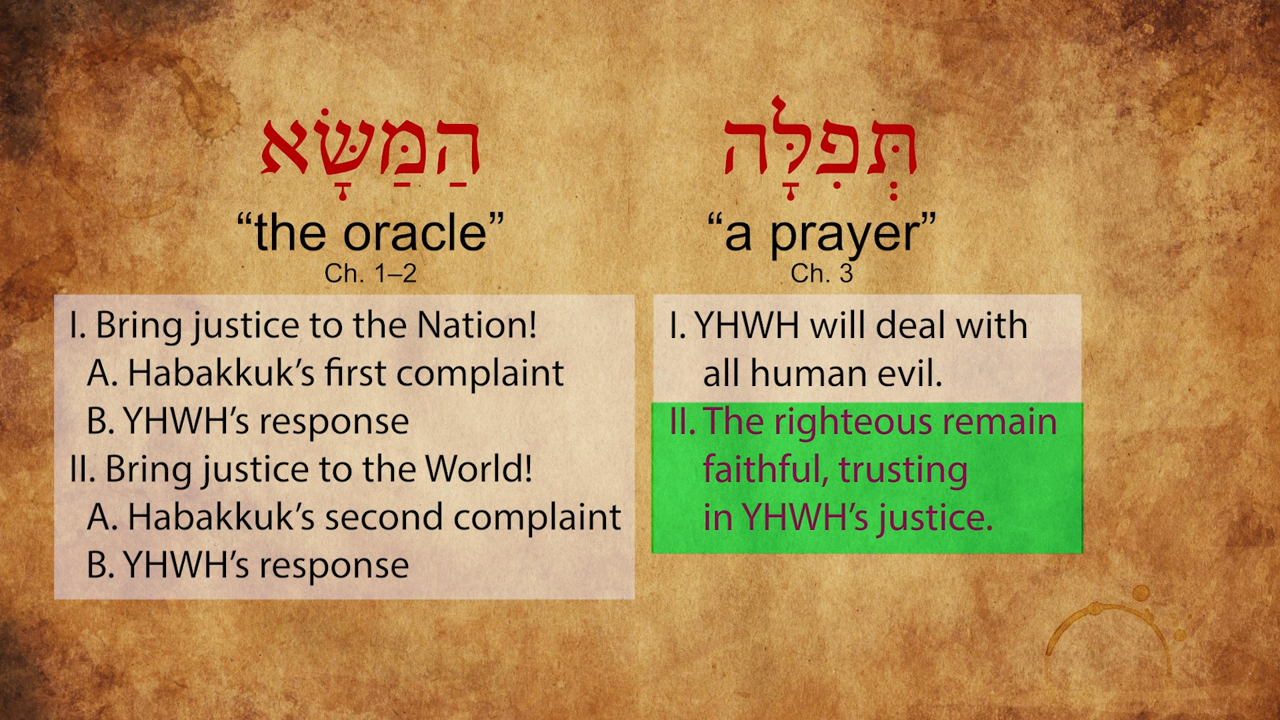 הַמַּשָּׂא
“the oracle”
Ch. 1–2
I. Bring justice to the Nation!
A. Habakkuk’s first complaint
B. YHWH’s response
II. Bring justice to the World!
A. Habakkuk’s second complaint
B. YHWH’s response
תְּפִלָּה
“a prayer”
Ch. 3
I. YHWH will deal with
all human evil.
II. The righteous remain
faithful, trusting
in YHWH’s justice.